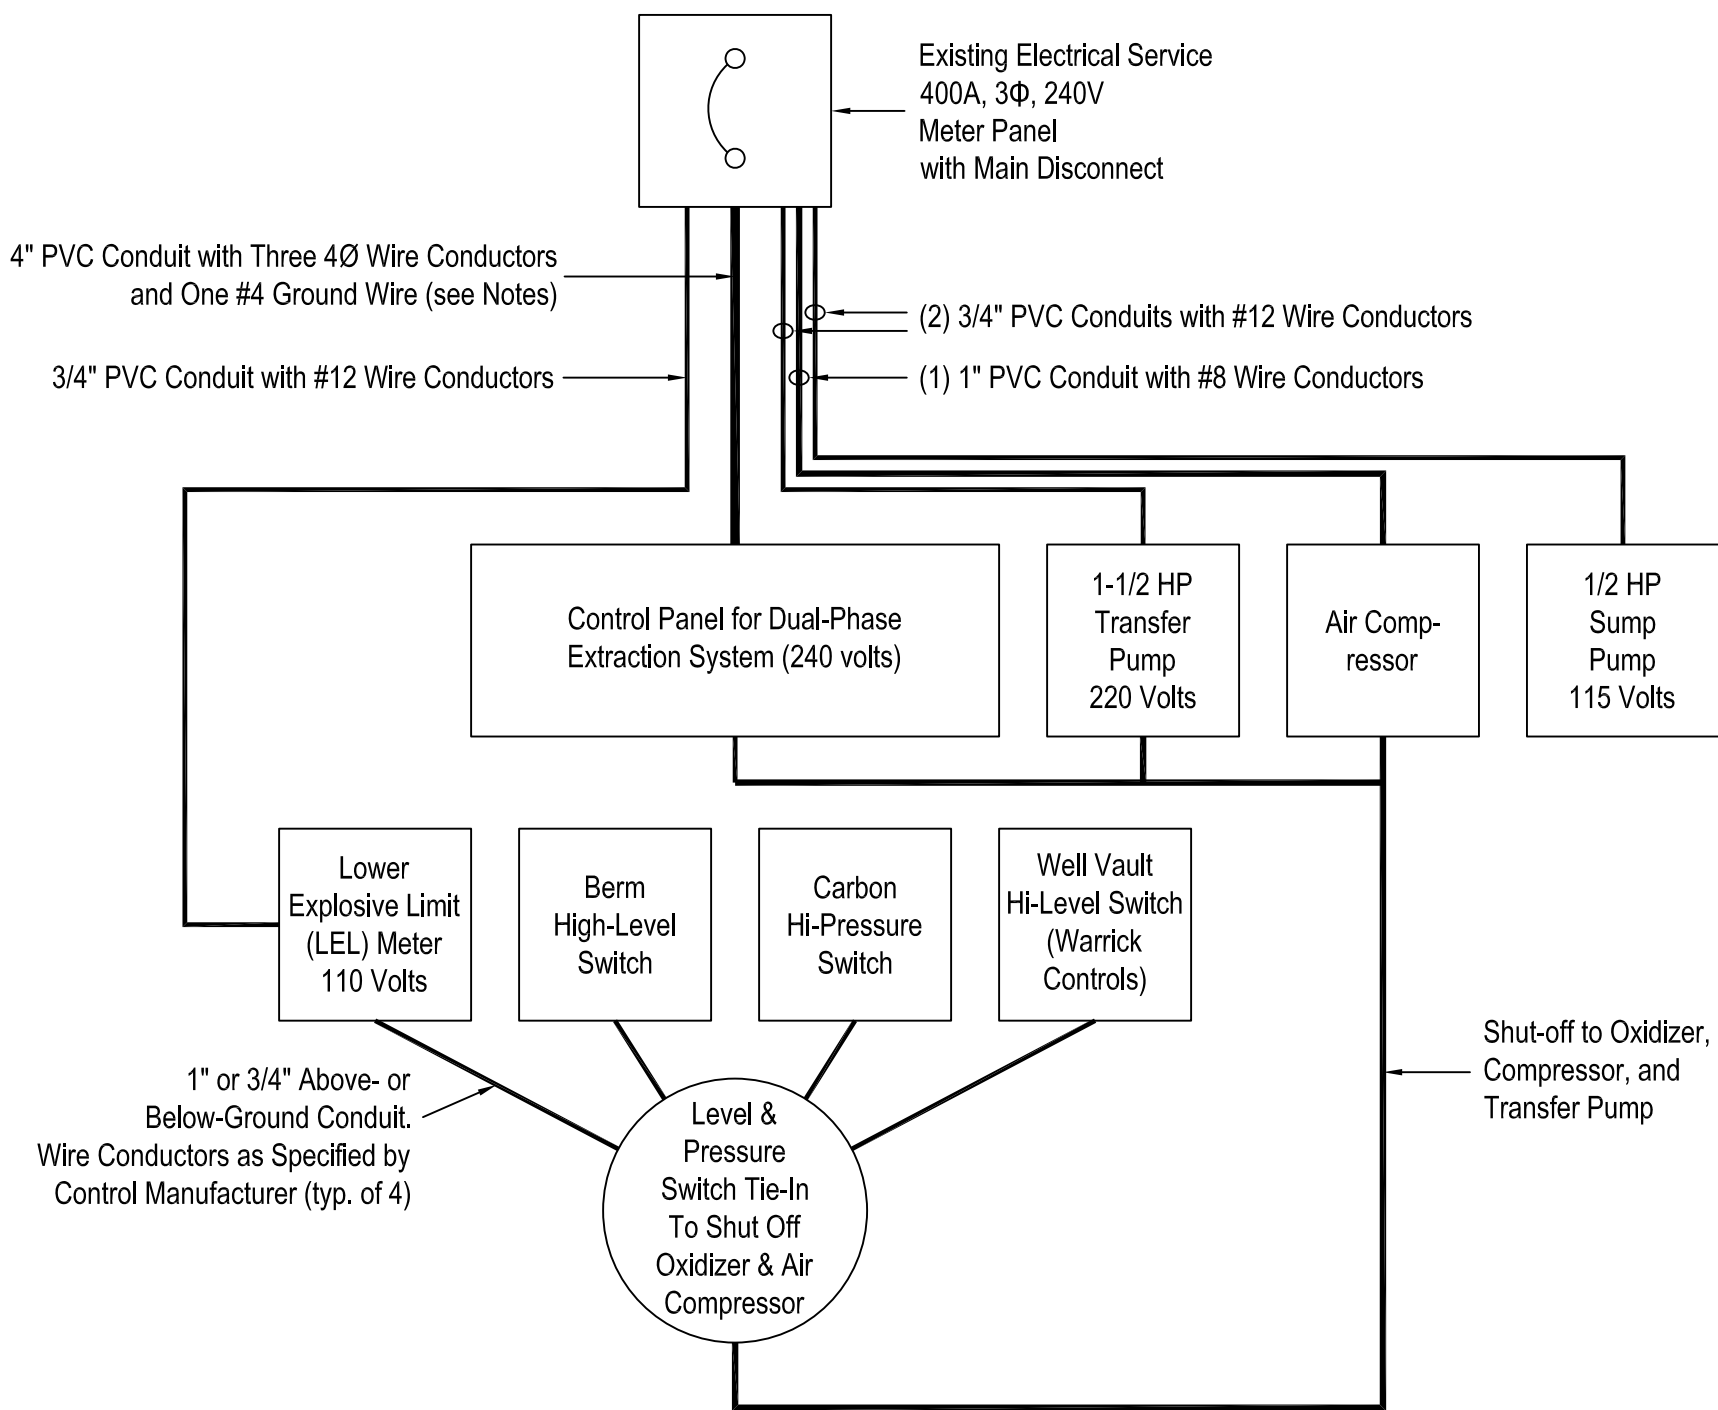 Existing Electrical Service
400A, 3Φ, 240V
Meter Panel
with Main Disconnect
4" PVC Conduit with Three 4Ø Wire Conductors
and One #4 Ground Wire (see Notes)
(2) 3/4" PVC Conduits with #12 Wire Conductors
3/4" PVC Conduit with #12 Wire Conductors
(1) 1" PVC Conduit with #8 Wire Conductors
Control Panel for Dual-Phase
Extraction System (240 volts)
1-1/2 HP
Transfer
Pump
220 Volts
Air Comp-
ressor
1/2 HP
Sump
Pump
115 Volts
Lower
Explosive Limit
(LEL) Meter
110 Volts
Berm
High-Level
Switch
Carbon
Hi-Pressure
Switch
Well Vault
Hi-Level Switch
(Warrick
Controls)
Shut-off to Oxidizer,
Compressor, and
Transfer Pump
1" or 3/4" Above- or
Below-Ground Conduit.
Wire Conductors as Specified by
Control Manufacturer (typ. of 4)
Level &
Pressure
Switch Tie-In
To Shut Off
Oxidizer & Air
Compressor